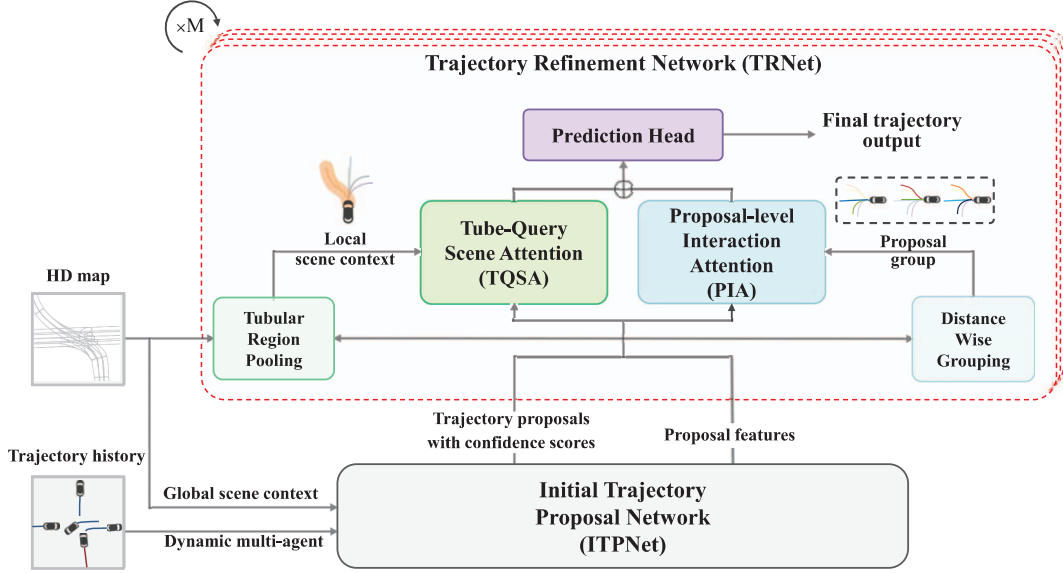 ×M
Trajectory Refinement Network (TRNet)
Prediction Head
Final trajectory
output
Local
scene context
Tube-Query
Scene Attention
(TQSA)
Proposal-level
Interaction
Attention
(PIA)
Proposal
group
HD map
Tubular
Region
Pooling
Distance
Wise
Grouping
Trajectory proposals
with confidence scores
Proposal features
Trajectory history
Global scene context
Dynamic multi-agent
Initial Trajectory
Proposal Network
(ITPNet)